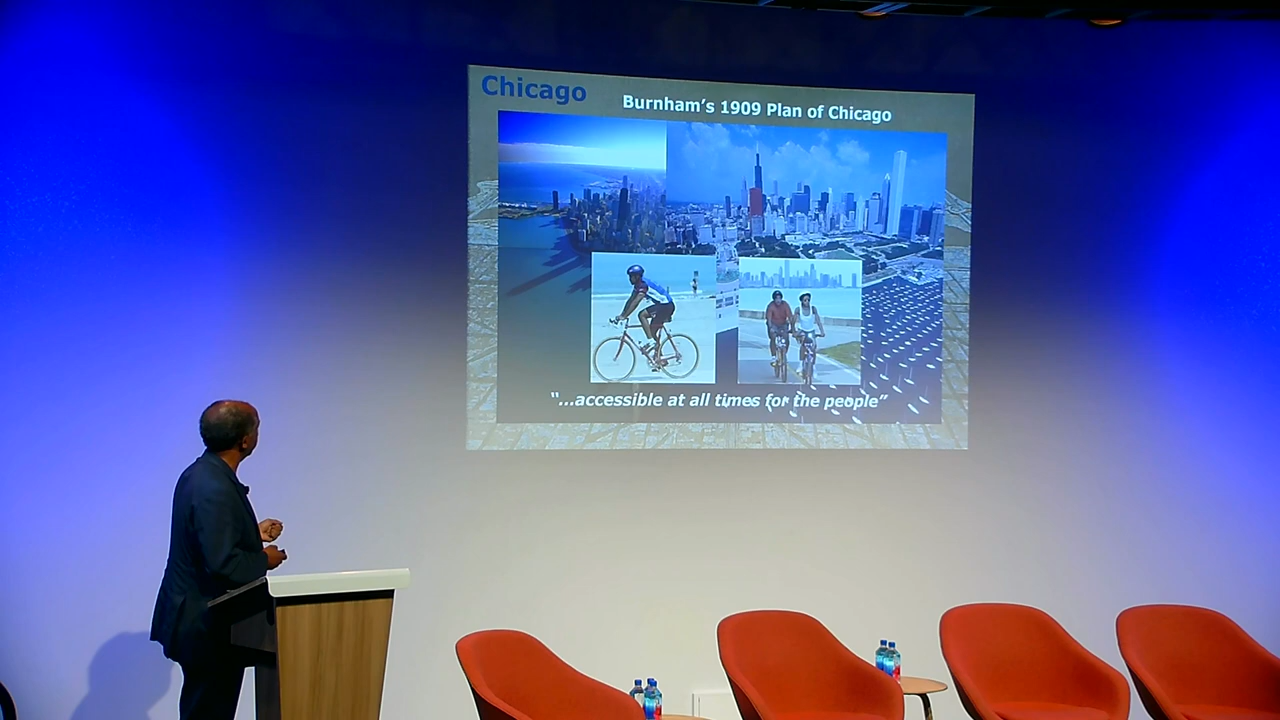 Chicago
Burnham's 1909 Plan of Chicago
“...accessible at all times for the people”